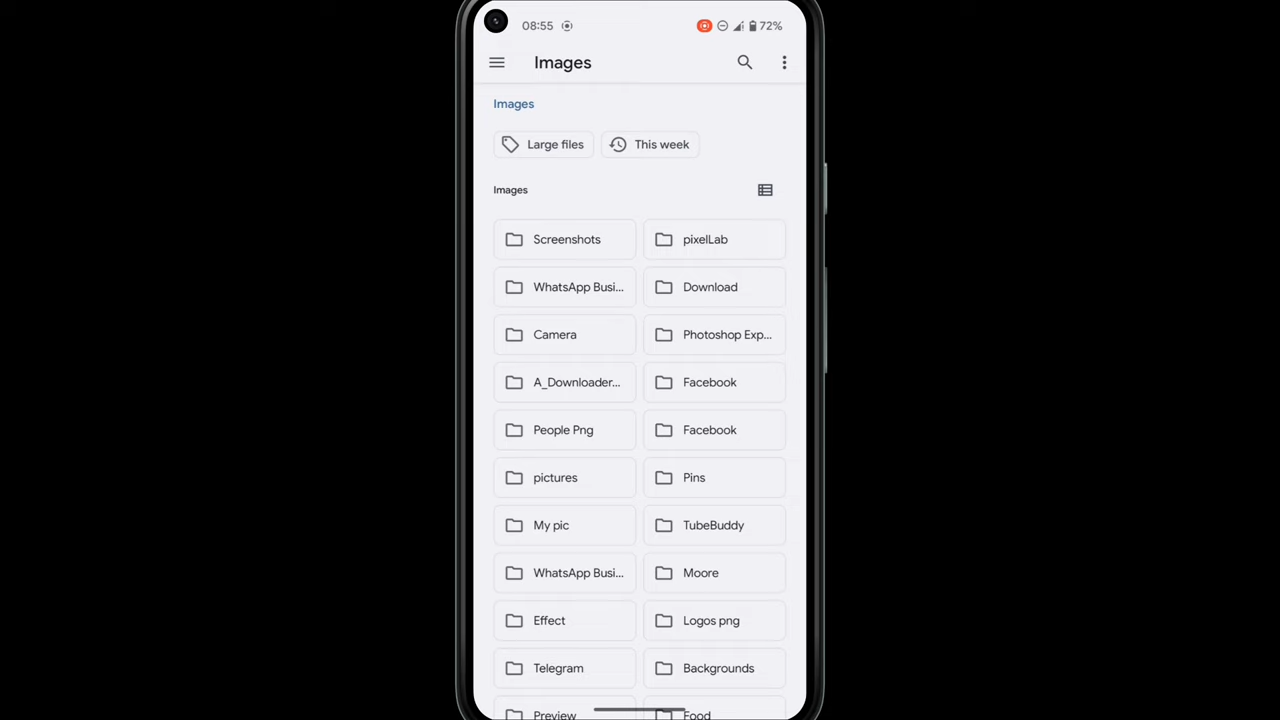 08:55 72%
Images
Images
Large files This week
Images
Screenshots pixelLab
WhatsApp Busi... Download
Camera Photoshop Exp...
A_Downloader... Facebook
People Png Facebook
pictures Pins
My pic TubeBuddy
WhatsApp Busi... Moore
Effect Logos png
Telegram Backgrounds
Preview Food